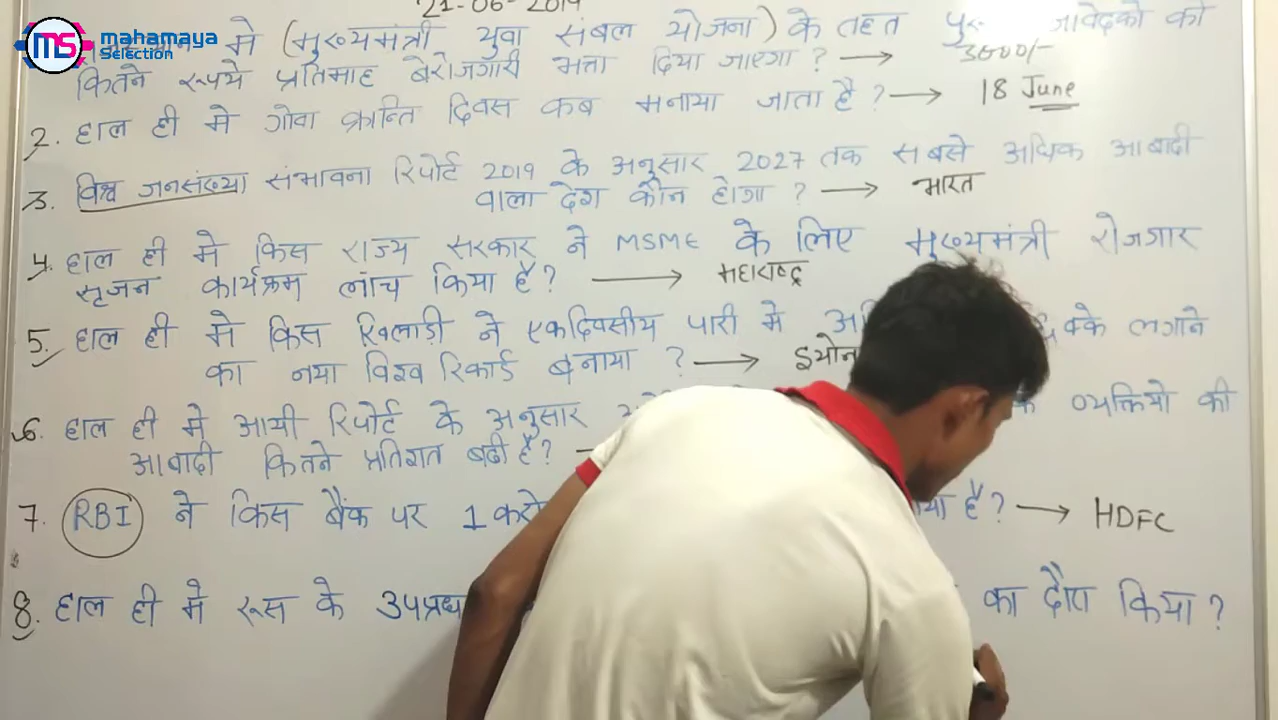 21-06-2019
mahamaya
Selection
MS
मे (मुख्यमंत्री युवा संबल योजना) के तहत आवेदको को
कितने रूपये प्रतिमाह बेरोजगारी भत्ता दिया जाएगा ? → 3500/-
2. हाल ही मे गोवा क्रान्ति दिवस कब मनाया जाता है ? → 18 June
3. विश्व जनसंख्या संभावना रिपोर्ट 2019 के अनुसार 2027 तक सबसे अधिक आबादी
वाला देश कौन होगा ? → भारत
4. हाल ही मे किस राज्य सरकार ने MSME के लिए मुख्यमंत्री रोजगार
सृजन कार्यक्रम लांच किया है? → महाराष्ट्र
5. हाल ही मे किस खिलाड़ी ने एकदिवसीय पारी मे लगाने
का नया विश्व रिकार्ड बनाया ? → इयोन
6. हाल ही मे आयी रिपोर्ट के अनुसार व्यक्तियो की
आबादी कितने प्रतिशत बढी है?
7. RBI ने किस बैंक पर 1 करो है? → HDFC
8. हाल ही मे रूस के उपप्रधा का दौरा किया ?